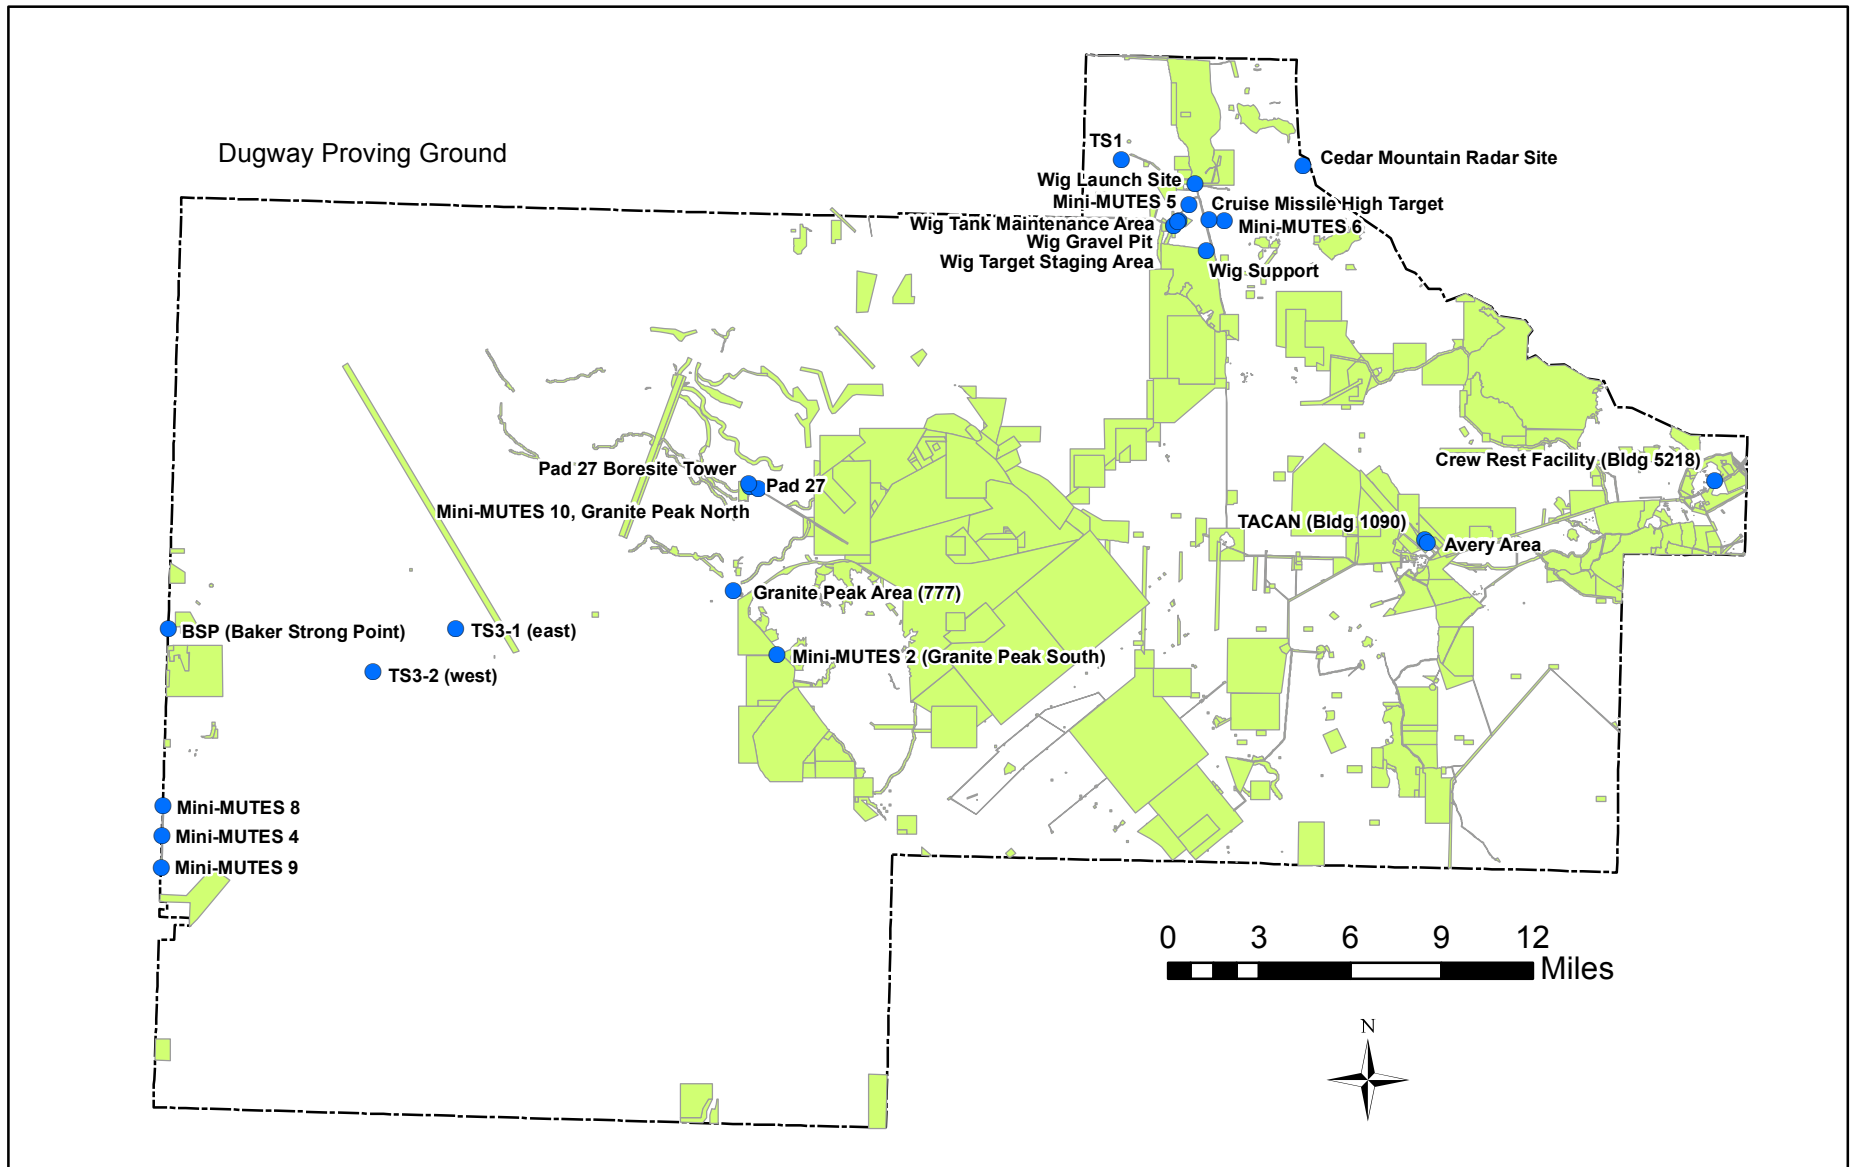 Dugway Proving Ground
TS1
Cedar Mountain Radar Site
Wig Launch Site
Mini-MUTES 5
Cruise Missile High Target
Wig Tank Maintenance Area
Mini-MUTES 6
Wig Gravel Pit
Wig Target Staging Area
Wig Support
Crew Rest Facility (Bldg 5218)
Pad 27 Boresite Tower
Pad 27
Mini-MUTES 10, Granite Peak North
TACAN (Bldg 1090)
Avery Area
Granite Peak Area (777)
BSP (Baker Strong Point)
TS3-1 (east)
Mini-MUTES 2 (Granite Peak South)
TS3-2 (west)
Mini-MUTES 8
Mini-MUTES 4
Mini-MUTES 9
0 3 6 9 12
Miles
N